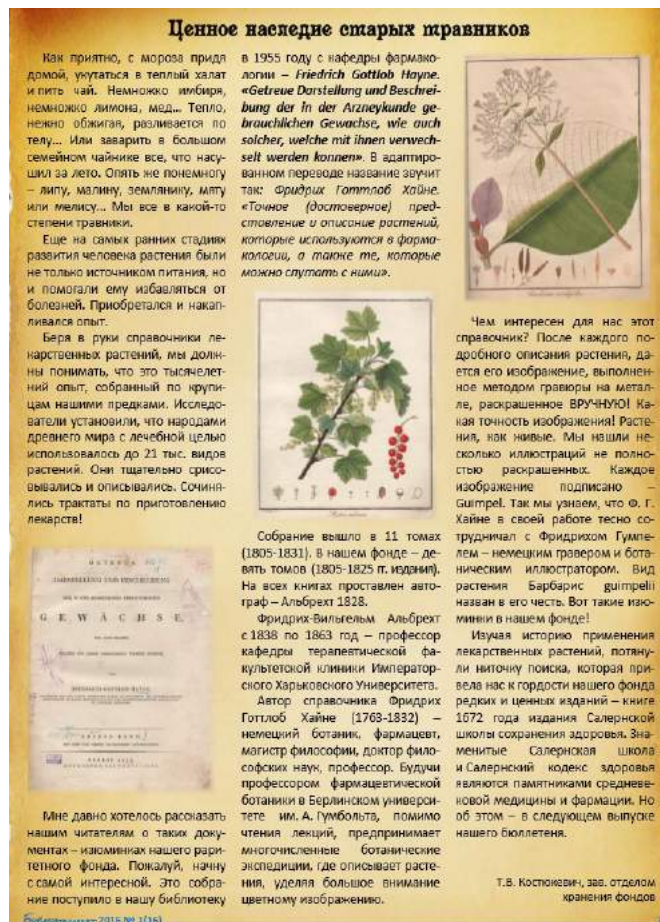 Ценное наследие старых травников
Как приятно, с мороза придя
домой, укутаться в теплый халат
и пить чай. Немножко имбиря,
немножко лимона, мед... Тепло,
нежно обжигая, разливается по
телу... Или заварить в большом
семейном чайнике все, что насу-
шил за лето. Опять же понемногу
– липу, малину, землянику, мяту
или мелису... Мы все в какой-то
степени травники.
Еще на самых ранних стадиях
развития человека растения были
не только источником питания, но
и помогали ему избавляться от
болезней. Приобретался и накап-
ливался опыт.
Беря в руки справочники ле-
карственных растений, мы долж-
ны понимать, что это тысячелет-
ний опыт, собранный по крупи-
цам нашими предками. Исследо-
ватели установили, что народами
древнего мира с лечебной целью
использовалось до 21 тыс. видов
растений. Они тщательно срисо-
вывались и описывались. Сочиня-
лись трактаты по приготовлению
лекарств!
GEWÄCHSE
Мне давно хотелось рассказать
нашим читателям о таких доку-
ментах – изюминках нашего рари-
тетного фонда. Пожалуй, начну
с самой интересной. Это собра-
ние поступило в нашу библиотеку
в 1955 году с кафедры фармако-
логии – Friedrich Gottlob Hayne.
«Getreue Darstellung und Beschrei-
bung der in der Arzneykunde ge-
brauchlichen Gewachse, wie auch
solcher, welche mit ihnen verwech-
selt werden konnen». В адаптиро-
ванном переводе название звучит
так: Фридрих Готтлоб Хайне.
«Точное (достоверное) пред-
ставление и описание растений,
которые используются в фарма-
кологии, а также те, которые
можно спутать с ними».
Собрание вышло в 11 томах
(1805-1831). В нашем фонде – де-
вять томов (1805-1825 гг. издания).
На всех книгах проставлен авто-
граф – Альбрехт 1828.
Фридрих-Вильгельм Альбрехт
с 1838 по 1863 год – профессор
кафедры терапевтической фа-
культетской клиники Император-
ского Харьковского Университета.
Автор справочника Фридрих
Готтлоб Хайне (1763-1832) –
немецкий ботаник, фармацевт,
магистр философии, доктор фило-
софских наук, профессор. Будучи
профессором фармацевтической
ботаники в Берлинском универси-
тете им. А. Гумбольта, помимо
чтения лекций, предпринимает
многочисленные ботанические
экспедиции, где описывает расте-
ния, уделяя большое внимание
цветному изображению.
Чем интересен для нас этот
справочник? После каждого по-
дробного описания растения, да-
ется его изображение, выполнен-
ное методом гравюры на метал-
ле, раскрашенное ВРУЧНУЮ! Ка-
кая точность изображения! Расте-
ния, как живые. Мы нашли не-
сколько иллюстраций не полно-
стью раскрашенных. Каждое
изображение подписано –
Guimpel. Так мы узнаем, что Ф. Г.
Хайне в своей работе тесно со-
трудничал с Фридрихом Гумпе-
лем – немецким гравером и бота-
ническим иллюстратором. Вид
растения Барбарис guimpelii
назван в его честь. Вот такие изю-
минки в нашем фонде!
Изучая историю применения
лекарственных растений, потяну-
ли ниточку поиска, которая при-
вела нас к гордости нашего фонда
редких и ценных изданий – книге
1672 года издания Салернской
школы сохранения здоровья. Зна-
менитые Салернская школа
и Салернский кодекс здоровья
являются памятниками средневе-
ковой медицины и фармации. Но
об этом – в следующем выпуске
нашего бюллетеня.
Т.В. Костюкевич, зав. отделом
хранения фондов
2016 № 1(16)